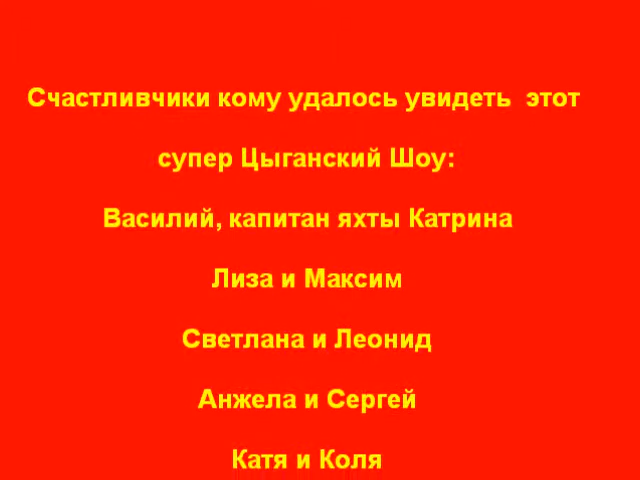 Счастливчики кому удалось увидеть этот
супер Цыганский Шоу:
Василий, капитан яхты Катрина
Лиза и Максим
Светлана и Леонид
Анжела и Сергей
Катя и Коля